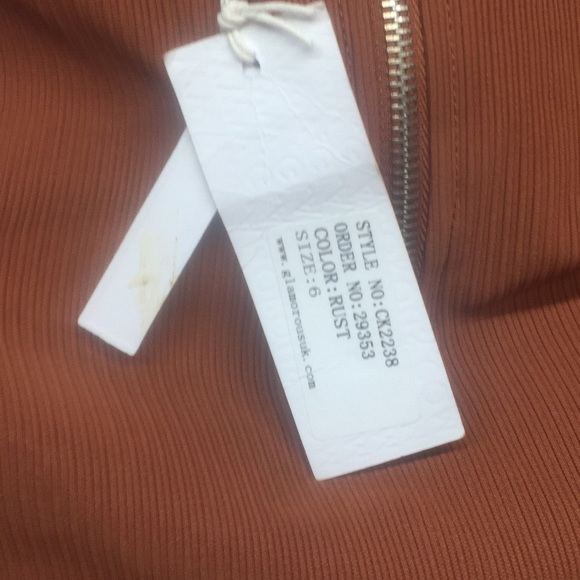 STYLE NO:CK2238
ORDER NO:29353
COLOR:RUST
SIZE:6
www.glamorousuk.com